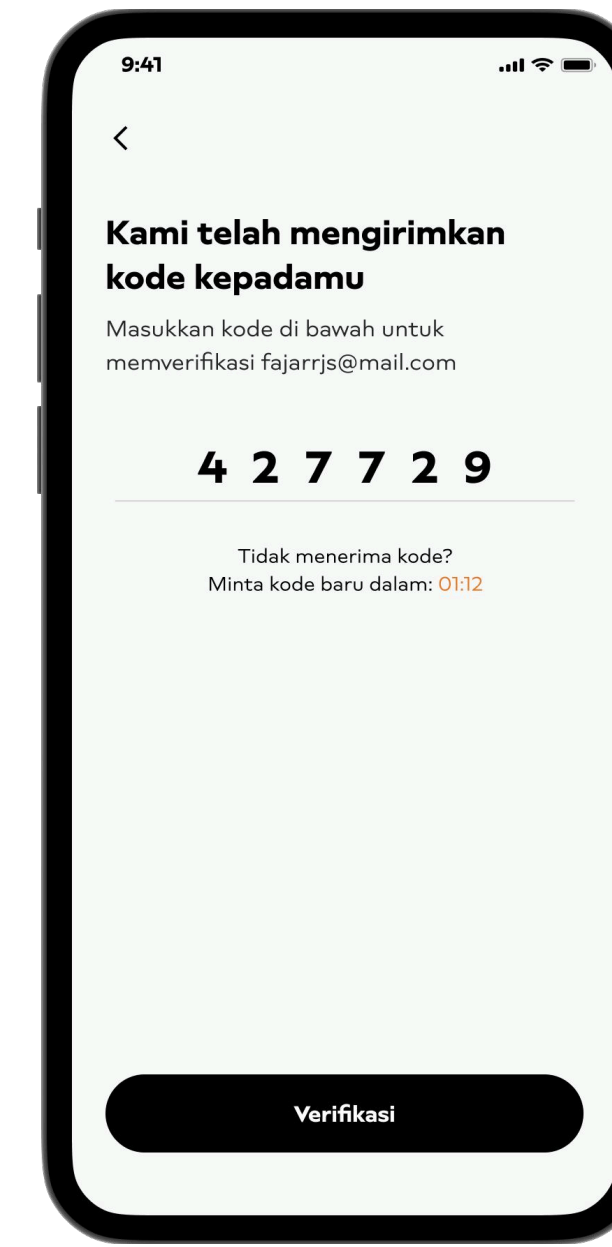 9:41
Kami telah mengirimkan
kode kepadamu
Masukkan kode di bawah untuk
memverifikasi fajarrjs@mail.com
4 2 7 7 2 9
Tidak menerima kode?
Minta kode baru dalam: 01:12
Verifikasi